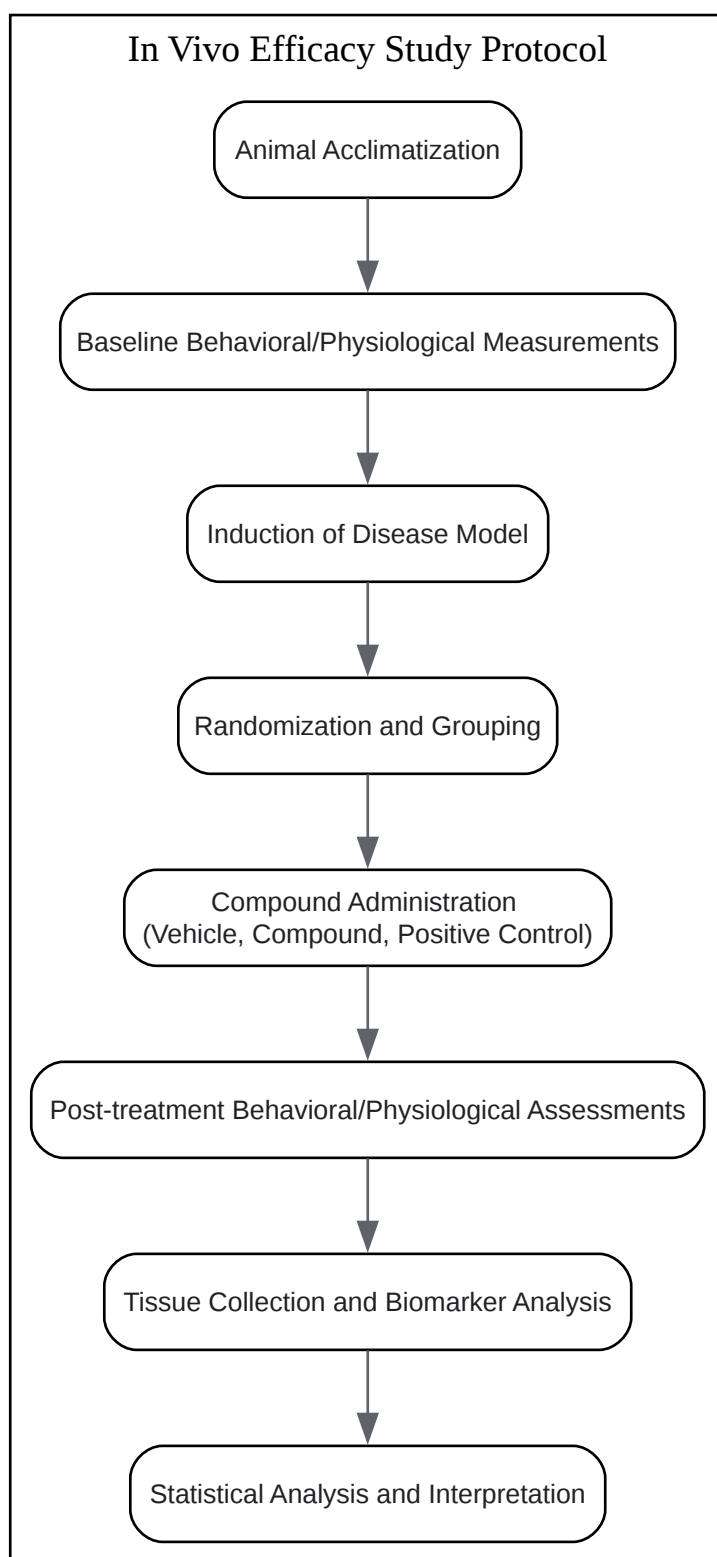 In Vivo Efficacy Study Protocol
Animal Acclimatization
Baseline Behavioral/Physiological Measurements
Induction of Disease Model
Randomization and Grouping
Compound Administration
(Vehicle, Compound, Positive Control)
Post-treatment Behavioral/Physiological Assessments
Tissue Collection and Biomarker Analysis
Statistical Analysis and Interpretation